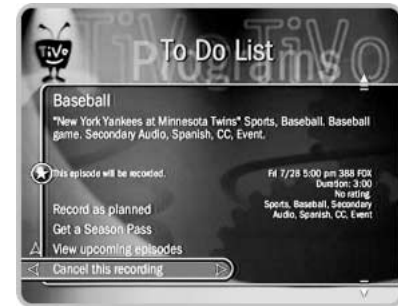 TiVo
To Do List
Baseball
"New York Yankees at Minnesota Twins" Sports, Baseball. Baseball
game. Secondary Audio, Spanish, CC, Event.
This episode will be recorded.
Fri 7/28 5:00 pm 388 FOX
Duration: 3:00
No rating.
Sports, Baseball, Secondary
Audio, Spanish, CC, Event
Record as planned
Get a Season Pass
View upcoming episodes
Cancel this recording
TiVo TiVo
Programs